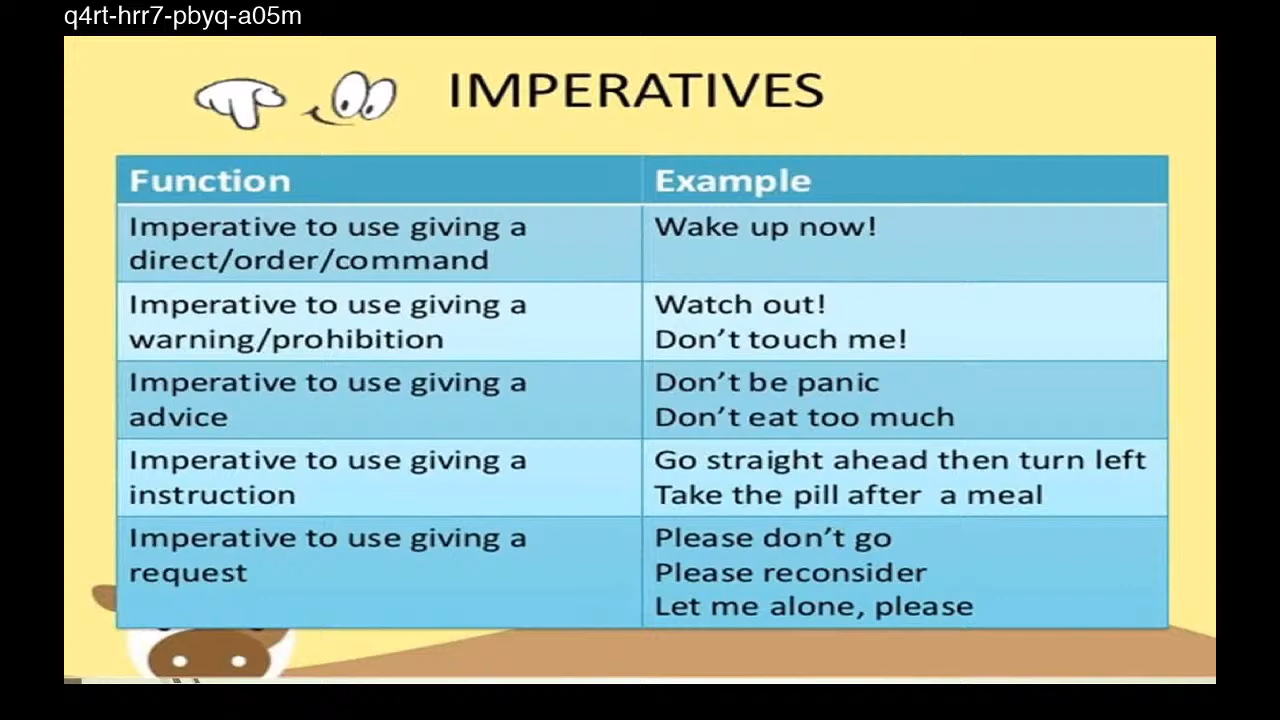 q4rt-hrr7-pbyq-a05m
IMPERATIVES
Function
Example
Imperative to use giving a
direct/order/command
Wake up now!
Imperative to use giving a
warning/prohibition
Watch out!
Don’t touch me!
Imperative to use giving a
advice
Don’t be panic
Don’t eat too much
Imperative to use giving a
instruction
Go straight ahead then turn left
Take the pill after  a meal
Imperative to use giving a
request
Please don’t go
Please reconsider
Let me alone, please